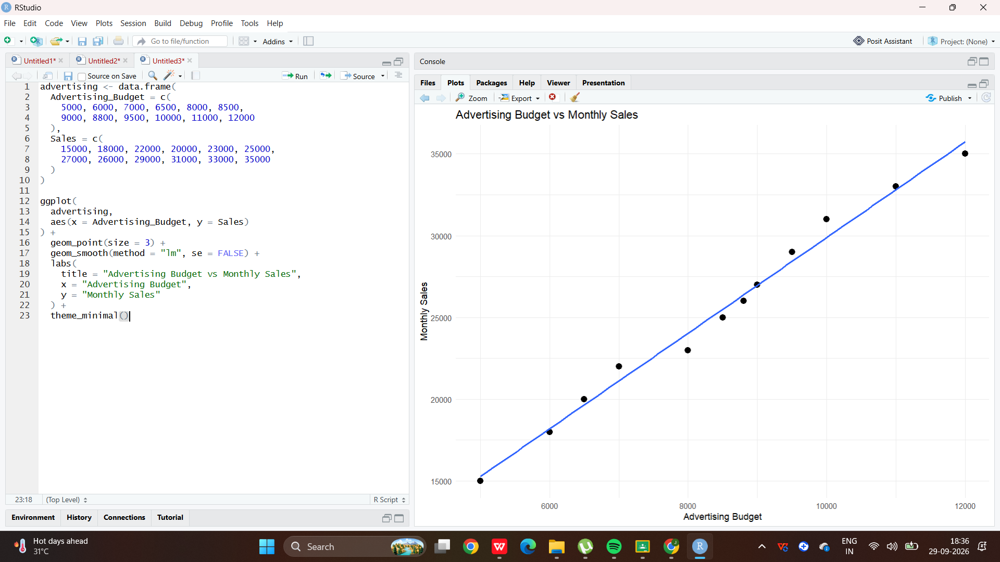 RStudio
File Edit Code View Plots Session Build Debug Profile Tools Help
Go to file/function Addins Posit Assistant Project: (None)
Untitled1* Untitled2* Untitled3*
Source on Save Run Source
1 advertising <- data.frame(
2   Advertising_Budget = c(
3     5000, 6000, 7000, 6500, 8000, 8500,
4     9000, 8800, 9500, 10000, 11000, 12000
5   ),
6   Sales = c(
7     15000, 18000, 22000, 20000, 23000, 25000,
8     27000, 26000, 29000, 31000, 33000, 35000
9   )
10 )
11
12 ggplot(
13   advertising,
14   aes(x = Advertising_Budget, y = Sales)
15 ) +
16   geom_point(size = 3) +
17   geom_smooth(method = "lm", se = FALSE) +
18   labs(
19     title = "Advertising Budget vs Monthly Sales",
20     x = "Advertising Budget",
21     y = "Monthly Sales"
22   ) +
23   theme_minimal()
23:18 (Top Level) R Script
Environment History Connections Tutorial
Console
Files Plots Packages Help Viewer Presentation
Zoom Export Publish
Advertising Budget vs Monthly Sales
Monthly Sales
35000
30000
25000
20000
15000
6000 8000 10000 12000
Advertising Budget
Hot days ahead
31°C
Search
ENG
IN
18:36
29-09-2026